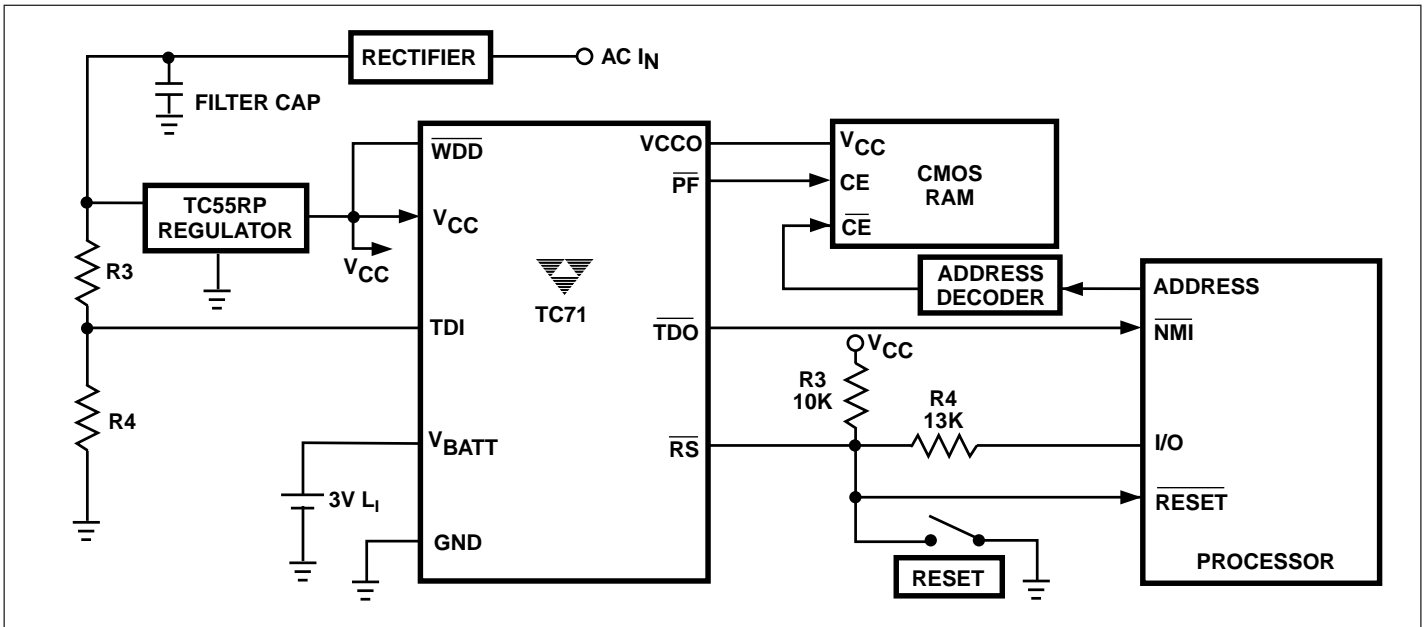 RECTIFIER
AC IN
FILTER CAP
WDD
VCCO
VCC
CMOS
RAM
PF
CE
TC55RP
REGULATOR
VCC
VCC
CE
R3
TC71
ADDRESS
DECODER
ADDRESS
TDI
TDO
NMI
VCC
R3
10K
R4
13K
R4
VBATT
RS
I/O
3V LI
RESET
GND
RESET
PROCESSOR